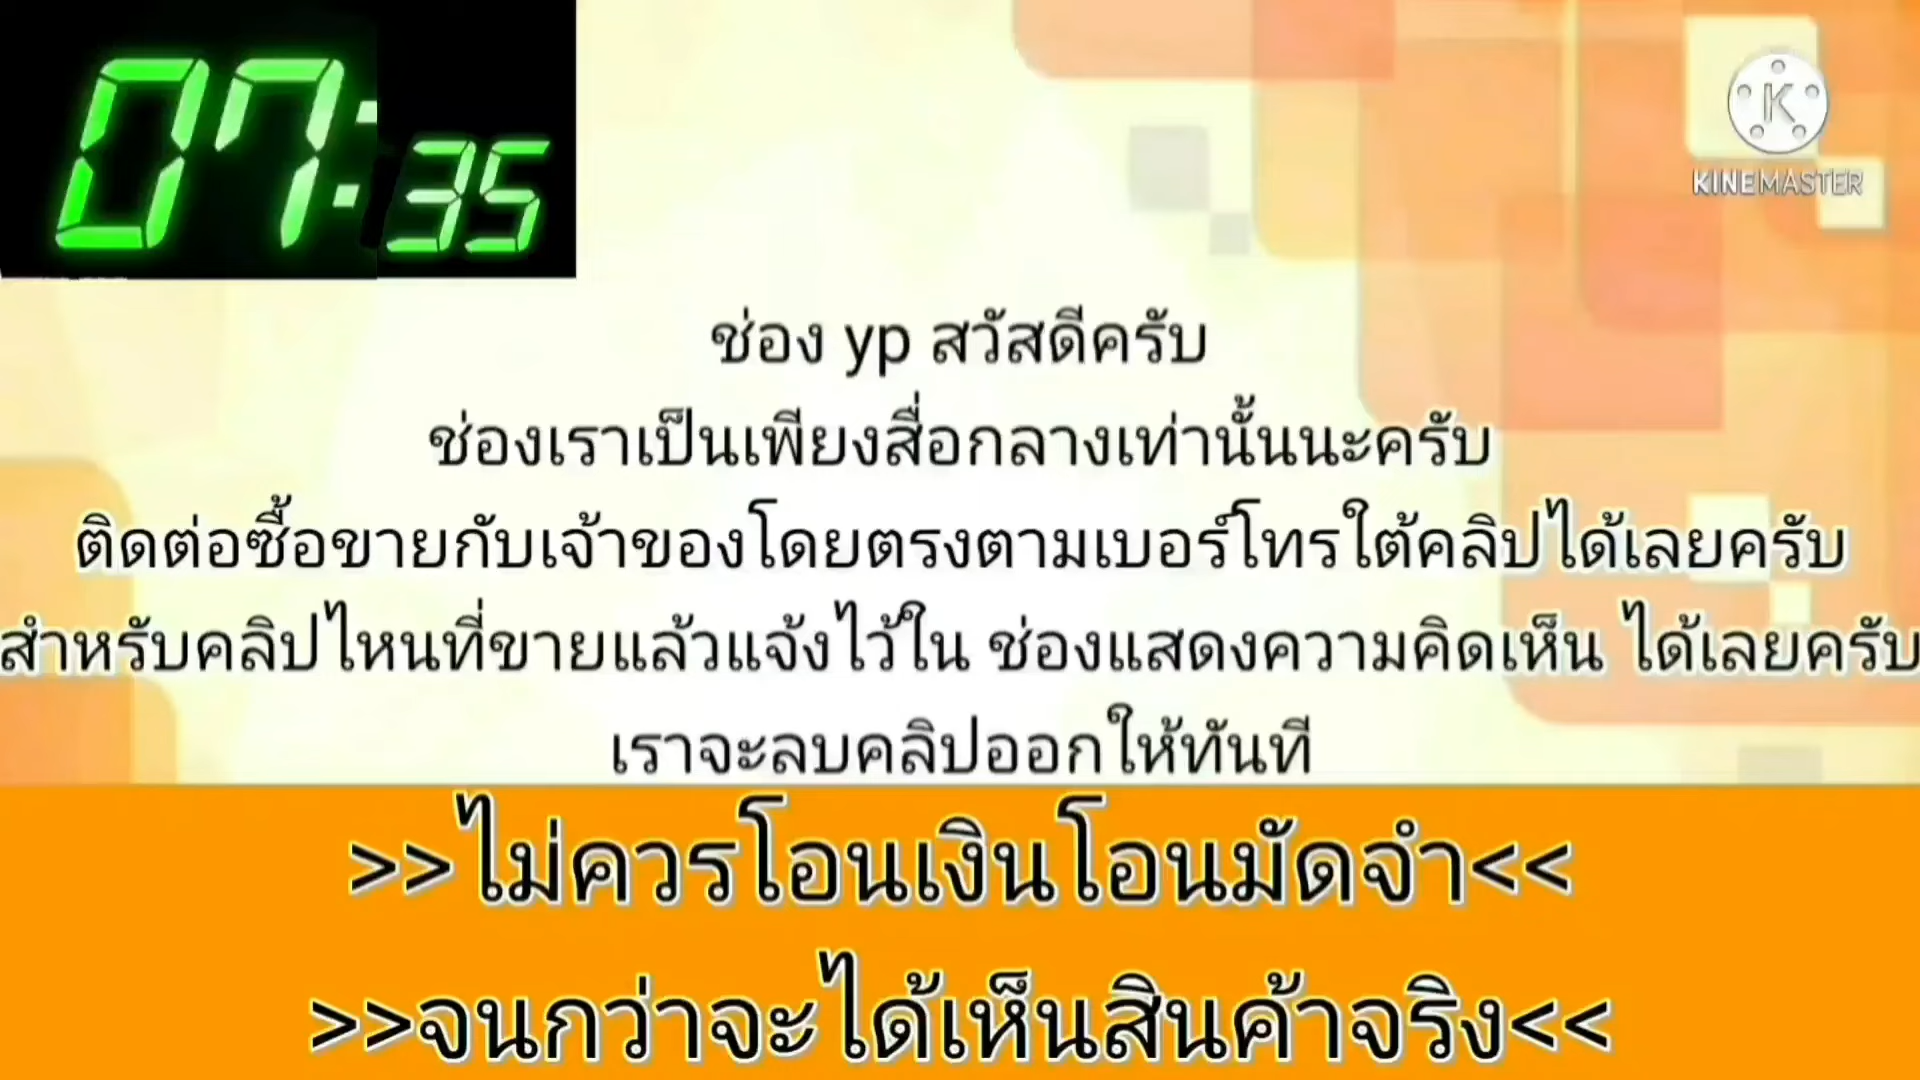 07:35
KINEMASTER
ช่อง yp สวัสดีครับ
ช่องเราเป็นเพียงสื่อกลางเท่านั้นนะครับ
ติดต่อซื้อขายกับเจ้าของโดยตรงตามเบอร์โทรใต้คลิปได้เลยครับ
สำหรับคลิปไหนที่ขายแล้วแจ้งไว้ใน ช่องแสดงความคิดเห็น ได้เลยครับ
เราจะลบคลิปออกให้ทันที
>>ไม่ควรโอนเงินโอนมัดจำ<<
>>จนกว่าจะได้เห็นสินค้าจริง<<